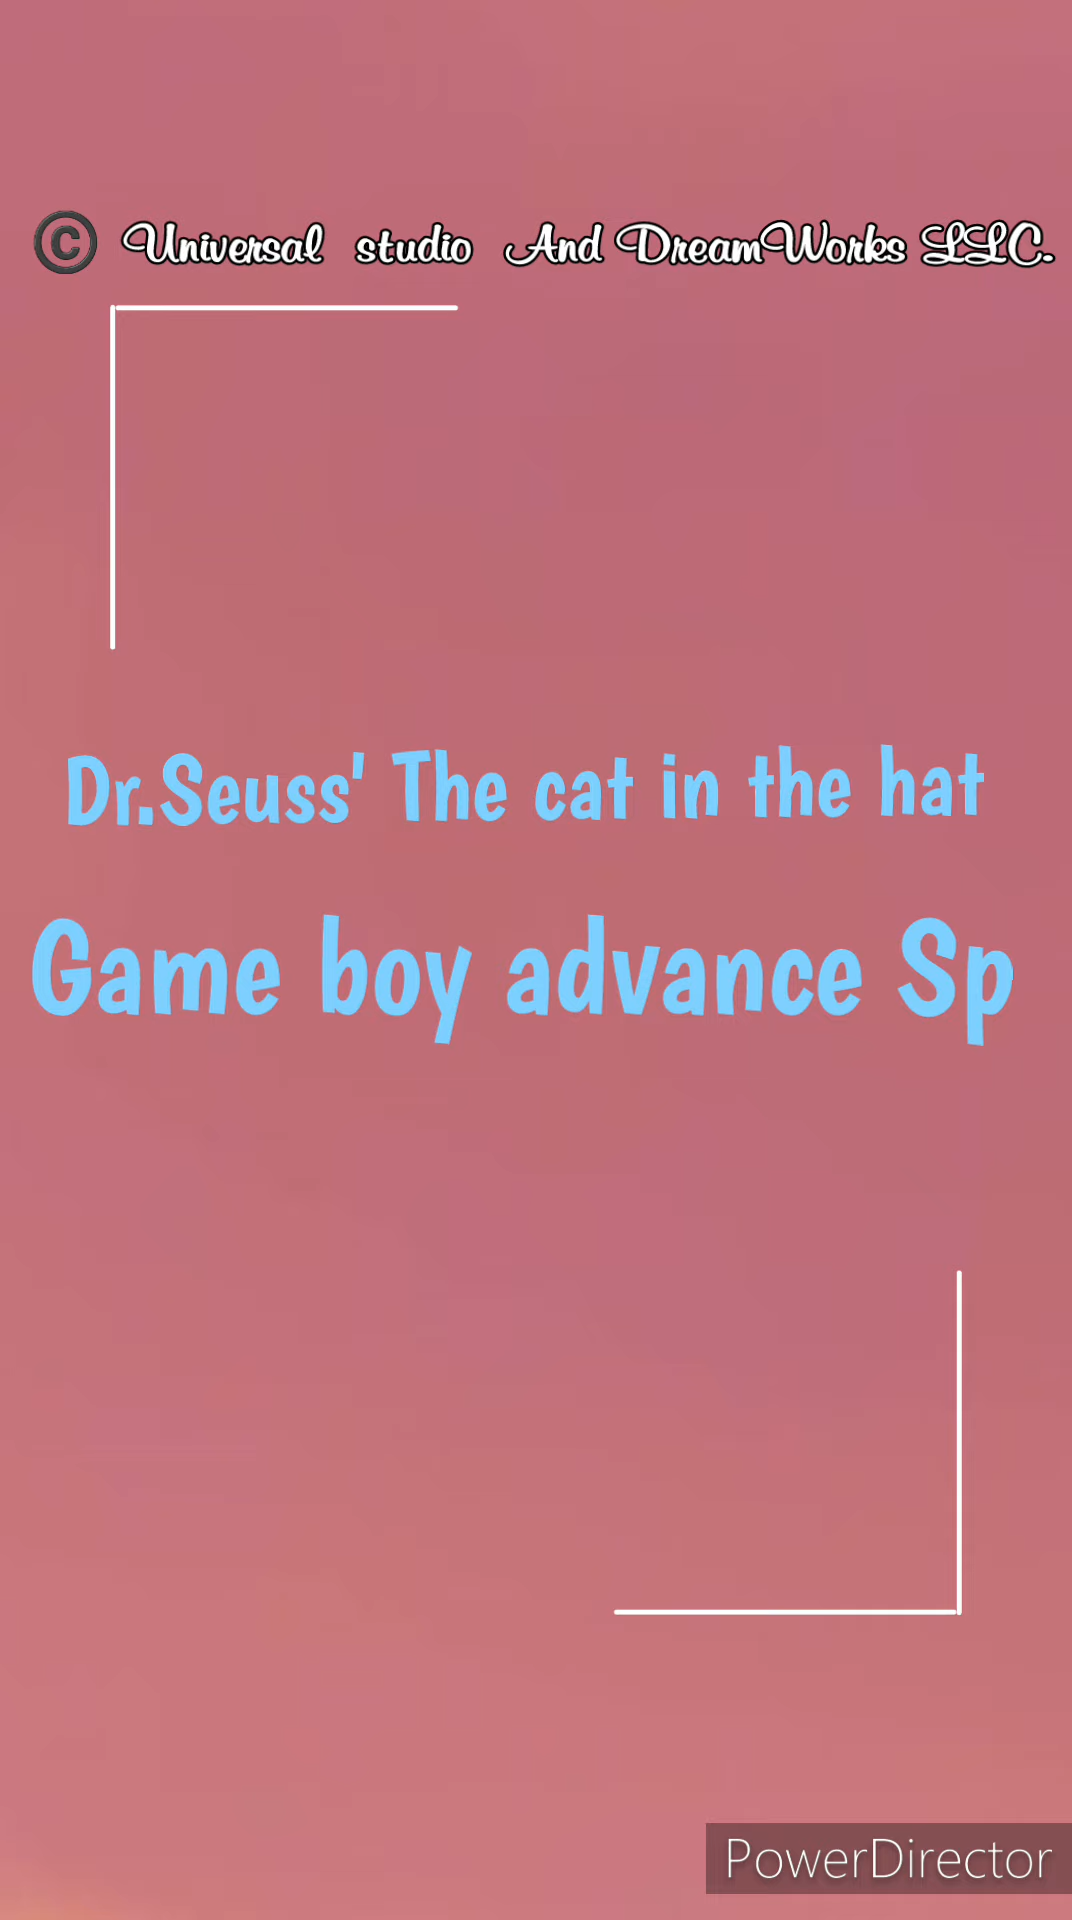 © Universal studio And DreamWorks LLC.
Dr.Seuss' The cat in the hat
Game boy advance Sp
PowerDirector